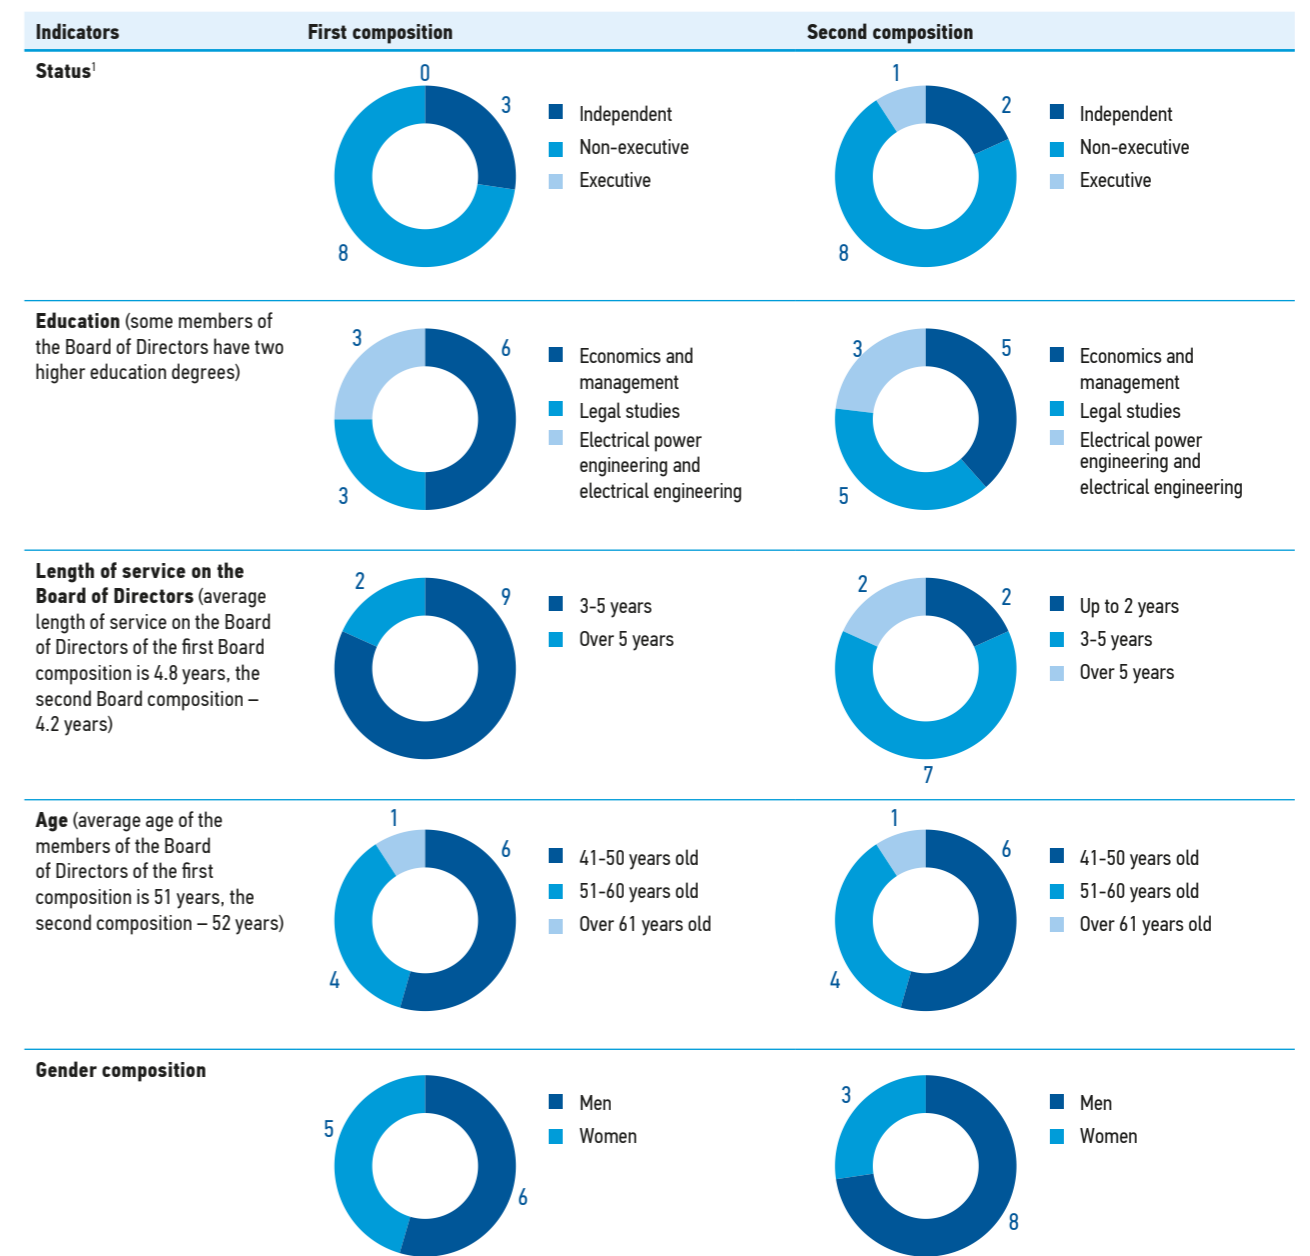 Indicators First composition Second composition
Status1
0
3
8
Independent
Non-executive
Executive
1
2
8
Independent
Non-executive
Executive
Education (some members of
the Board of Directors have two
higher education degrees)
3
6
3
Economics and
management
Legal studies
Electrical power
engineering and
electrical engineering
3
5
5
Economics and
management
Legal studies
Electrical power
engineering and
electrical engineering
Length of service on the
Board of Directors (average
length of service on the Board
of Directors of the first Board
composition is 4.8 years, the
second Board composition –
4.2 years)
2
9
3-5 years
Over 5 years
2
2
7
Up to 2 years
3-5 years
Over 5 years
Age (average age of the
members of the Board
of Directors of the first
composition is 51 years, the
second composition – 52 years)
1
6
4
41-50 years old
51-60 years old
Over 61 years old
1
6
4
41-50 years old
51-60 years old
Over 61 years old
Gender composition
5
6
Men
Women
3
8
Men
Women